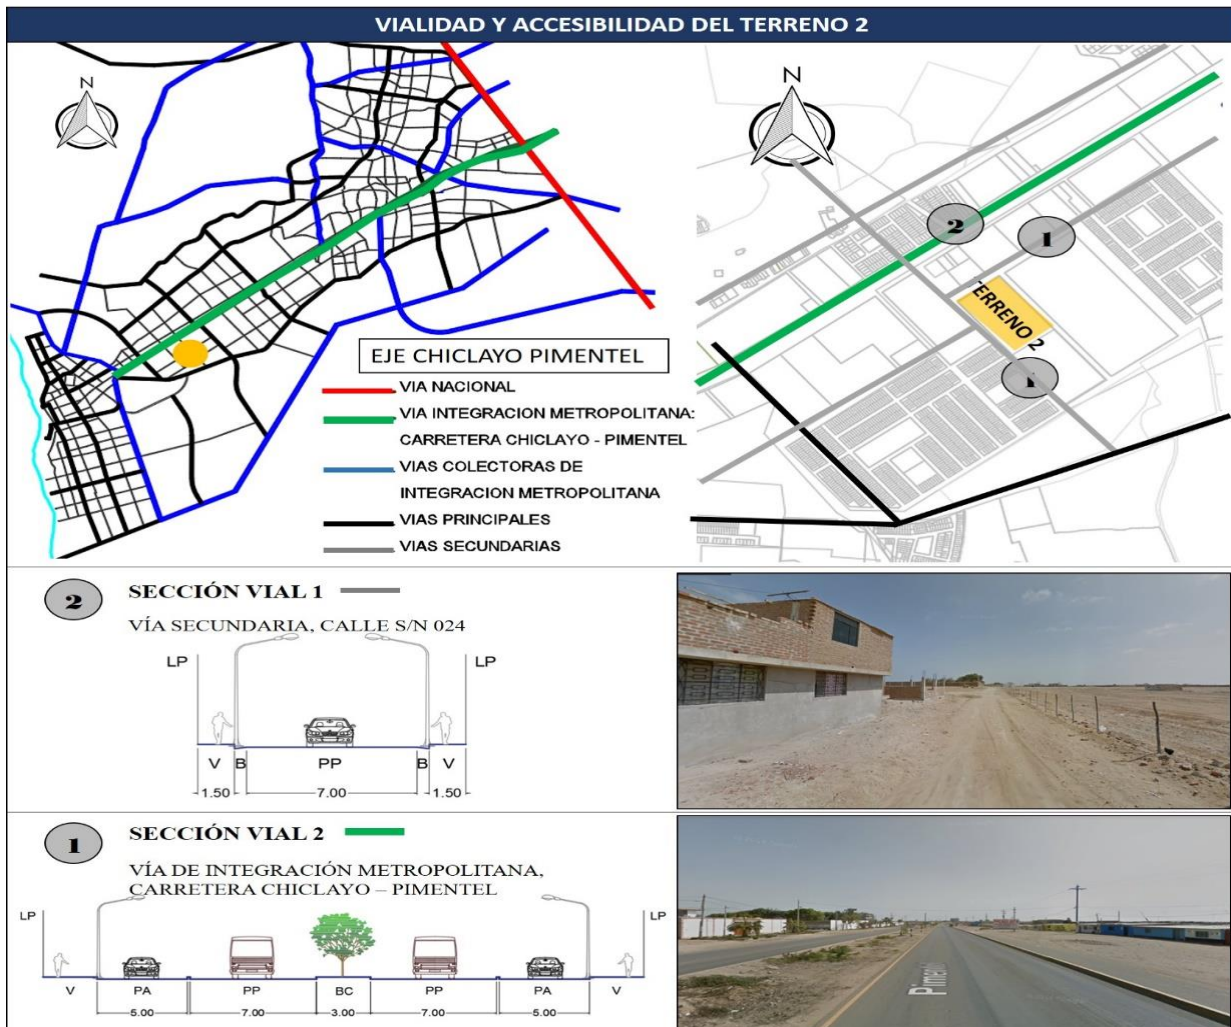 VIALIDAD Y ACCESIBILIDAD DEL TERRENO 2
N
EJE CHICLAYO PIMENTEL
VIA NACIONAL
VIA INTEGRACION METROPOLITANA:
CARRETERA CHICLAYO - PIMENTEL
VIAS COLECTORAS DE
INTEGRACION METROPOLITANA
VIAS PRINCIPALES
VIAS SECUNDARIAS
N
2
1
TERRENO 2
1
2
SECCIÓN VIAL 1
VÍA SECUNDARIA, CALLE S/N 024
LP LP
V B PP B V
1.50 7.00 1.50
1
SECCIÓN VIAL 2
VÍA DE INTEGRACIÓN METROPOLITANA,
CARRETERA CHICLAYO – PIMENTEL
LP LP
V PA PP BC PP PA V
5.00 7.00 3.00 7.00 5.00
Pimentel